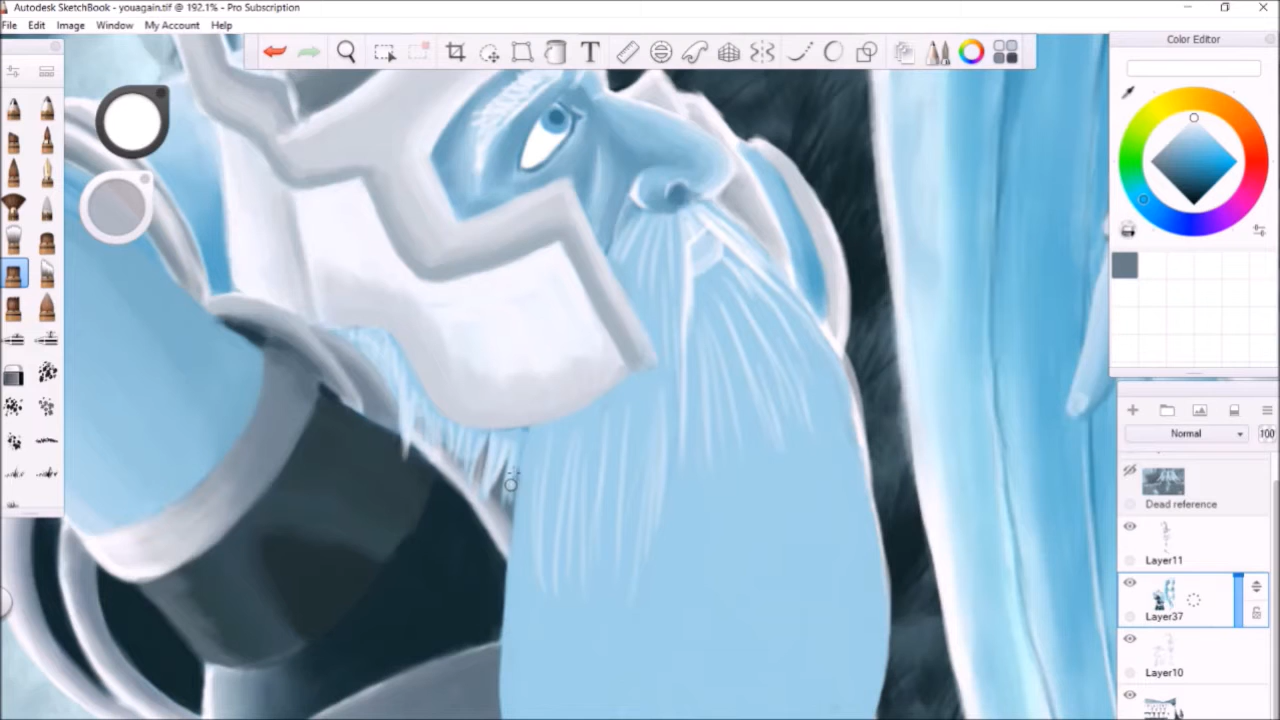 Autodesk SketchBook - youagain.tif @ 192.1% - Pro Subscription
File Edit Image Window My Account Help
T
Color Editor
Normal 100
Dead reference
Layer11
Layer37
Layer10